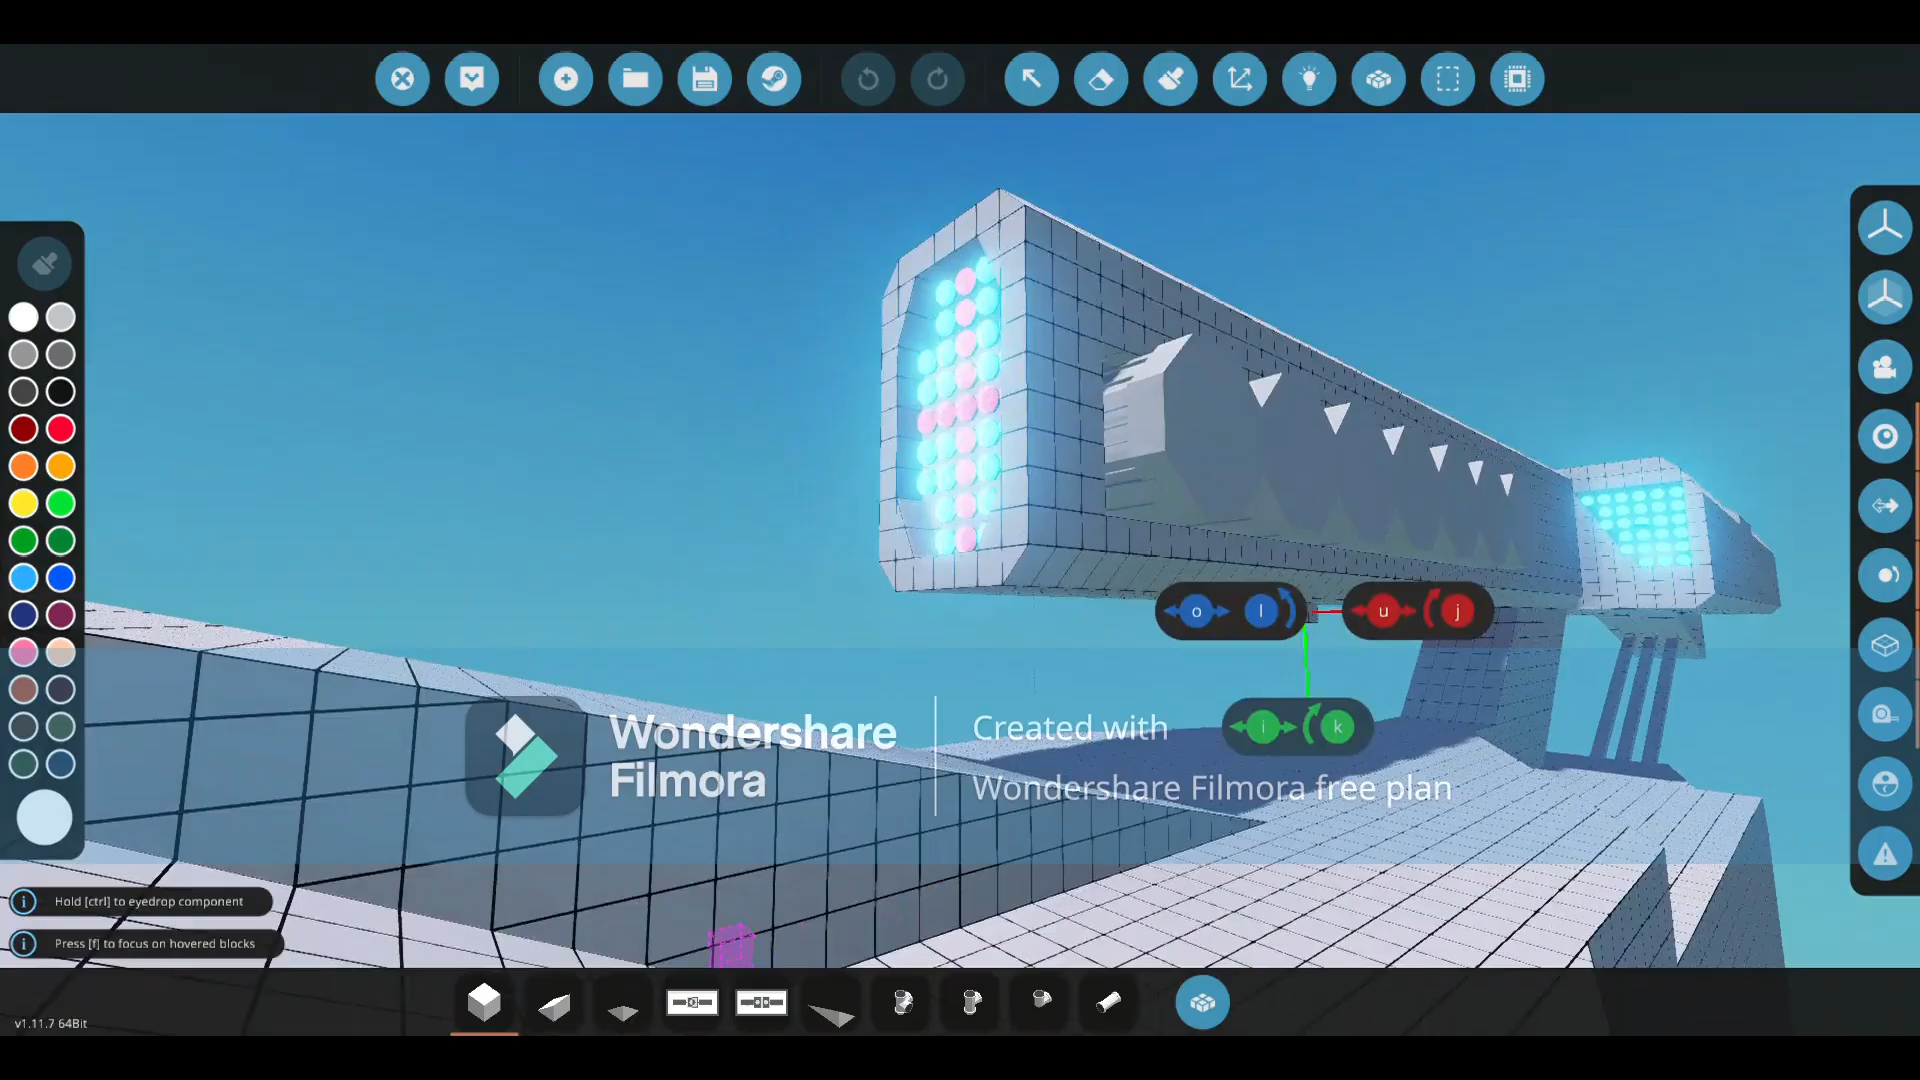 o l u j
i k
Wondershare
Filmora
Created with
Wondershare Filmora free plan
Hold [ctrl] to eyedrop component
Press [f] to focus on hovered blocks
v1.11.7 64Bit